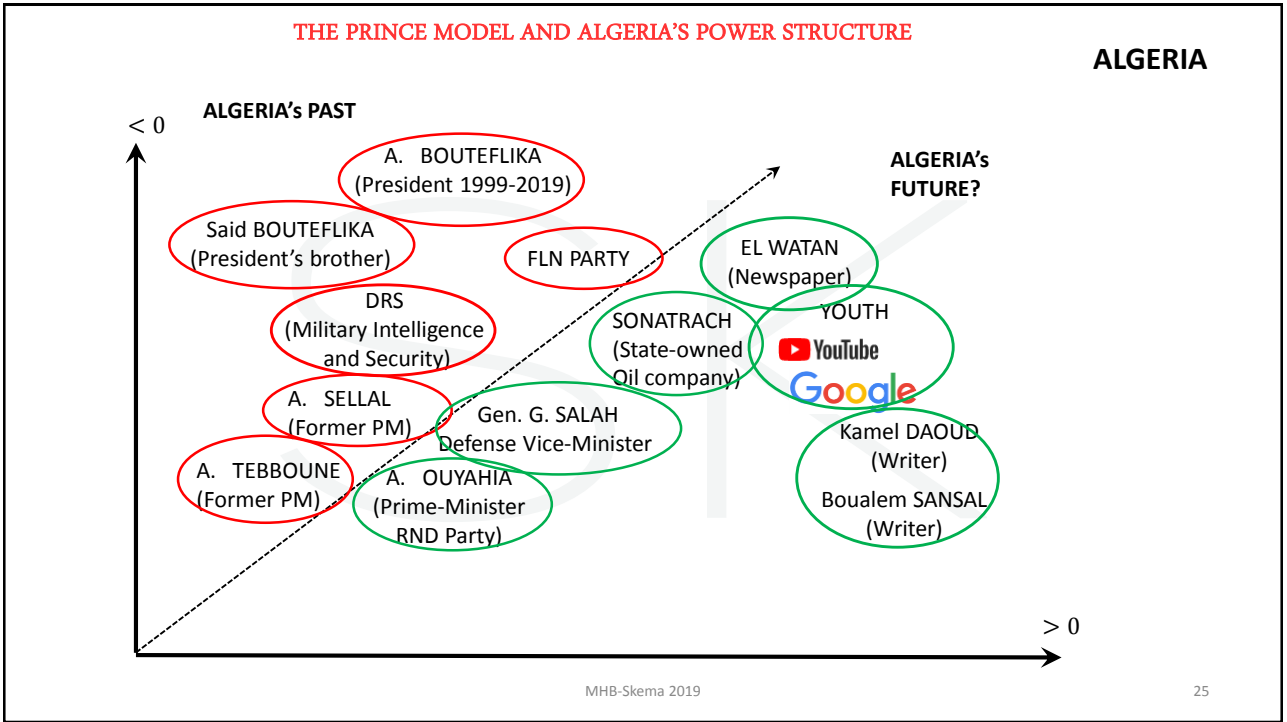 THE PRINCE MODEL AND ALGERIA'S POWER STRUCTURE
ALGERIA
ALGERIA's PAST
< 0
A. BOUTEFLIKA
(President 1999-2019)
ALGERIA's
FUTURE?
Said BOUTEFLIKA
(President's brother)
FLN PARTY
EL WATAN
(Newspaper)
DRS
(Military Intelligence
and Security)
SONATRACH
(State-owned
Oil company)
YOUTH
YouTube
Google
A. SELLAL
(Former PM)
Gen. G. SALAH
Defense Vice-Minister
Kamel DAOUD
(Writer)
Boualem SANSAL
(Writer)
A. TEBBOUNE
(Former PM)
A. OUYAHIA
(Prime-Minister
RND Party)
> 0
MHB-Skema 2019
25
SK